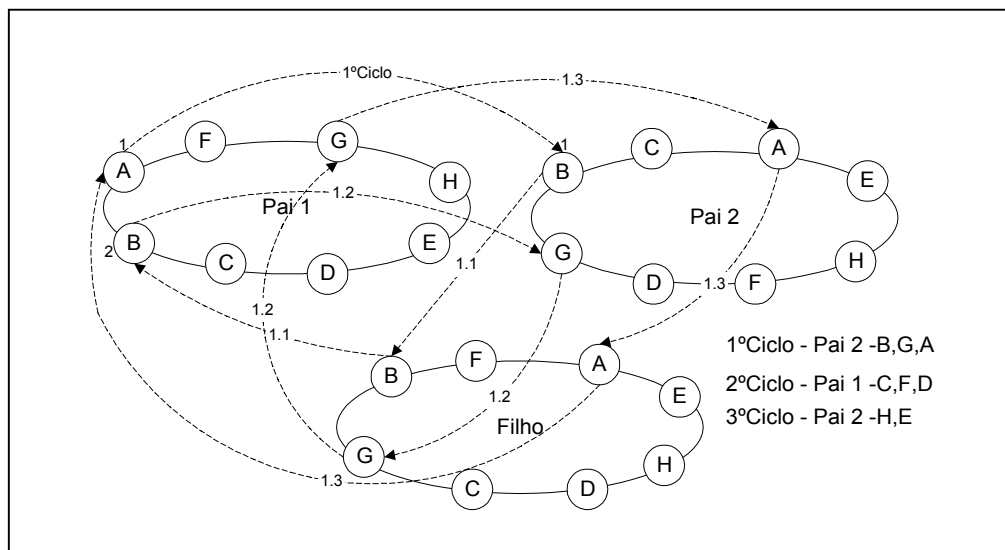 1ºCiclo
1.3
1
A
F
G
H
Pai 1
1.2
B
2
C
D
E
1
B
C
A
E
Pai 2
G
D
F
H
1.1
1.3
1.2
1.1
B
F
A
E
1.2
Filho
G
C
D
H
1.3
1ºCiclo - Pai 2 -B,G,A
2ºCiclo - Pai 1 -C,F,D
3ºCiclo - Pai 2 -H,E